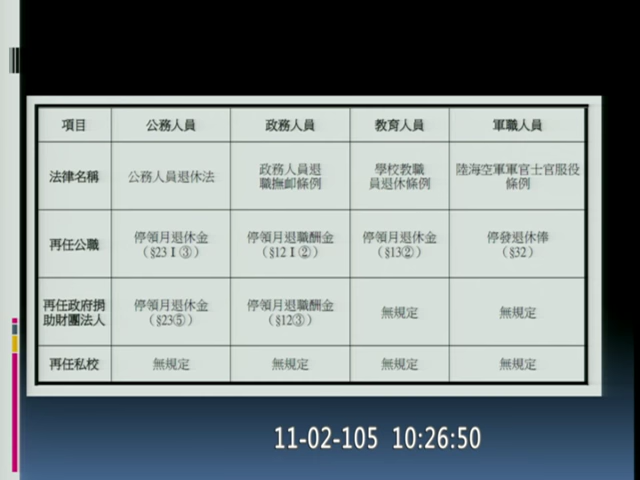 項目 公務人員 政務人員 教育人員 軍職人員
法律名稱 公務人員退休法 政務人員退職撫卹條例 學校教職員退休條例 陸海空軍軍官士官服役條例
再任公職 停領月退休金（§23Ⅰ③） 停領月退職酬金（§12Ⅰ②） 停領月退休金（§13②） 停發退休俸（§32）
再任政府捐助財團法人 停領月退休金（§23⑤） 停領月退職酬金（§12③） 無規定 無規定
再任私校 無規定 無規定 無規定 無規定
11-02-105 10:26:50